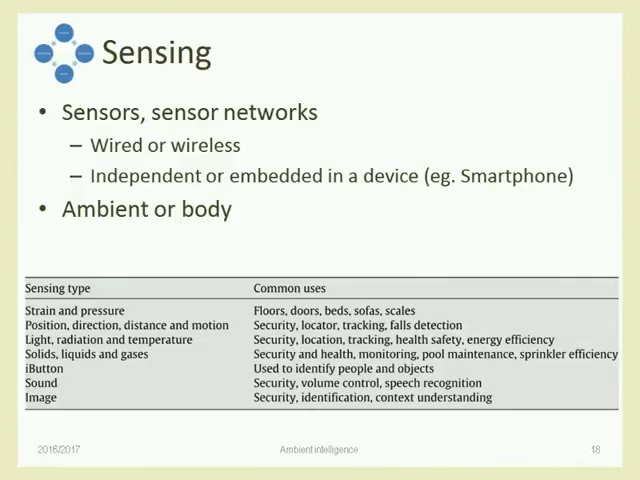 Sensing
• Sensors, sensor networks
– Wired or wireless
– Independent or embedded in a device (eg. Smartphone)
• Ambient or body
Sensing type Common uses
Strain and pressure Floors, doors, beds, sofas, scales
Position, direction, distance and motion Security, locator, tracking, falls detection
Light, radiation and temperature Security, location, tracking, health safety, energy efficiency
Solids, liquids and gases Security and health, monitoring, pool maintenance, sprinkler efficiency
iButton Used to identify people and objects
Sound Security, volume control, speech recognition
Image Security, identification, context understanding
2016/2017 Ambient intelligence 18